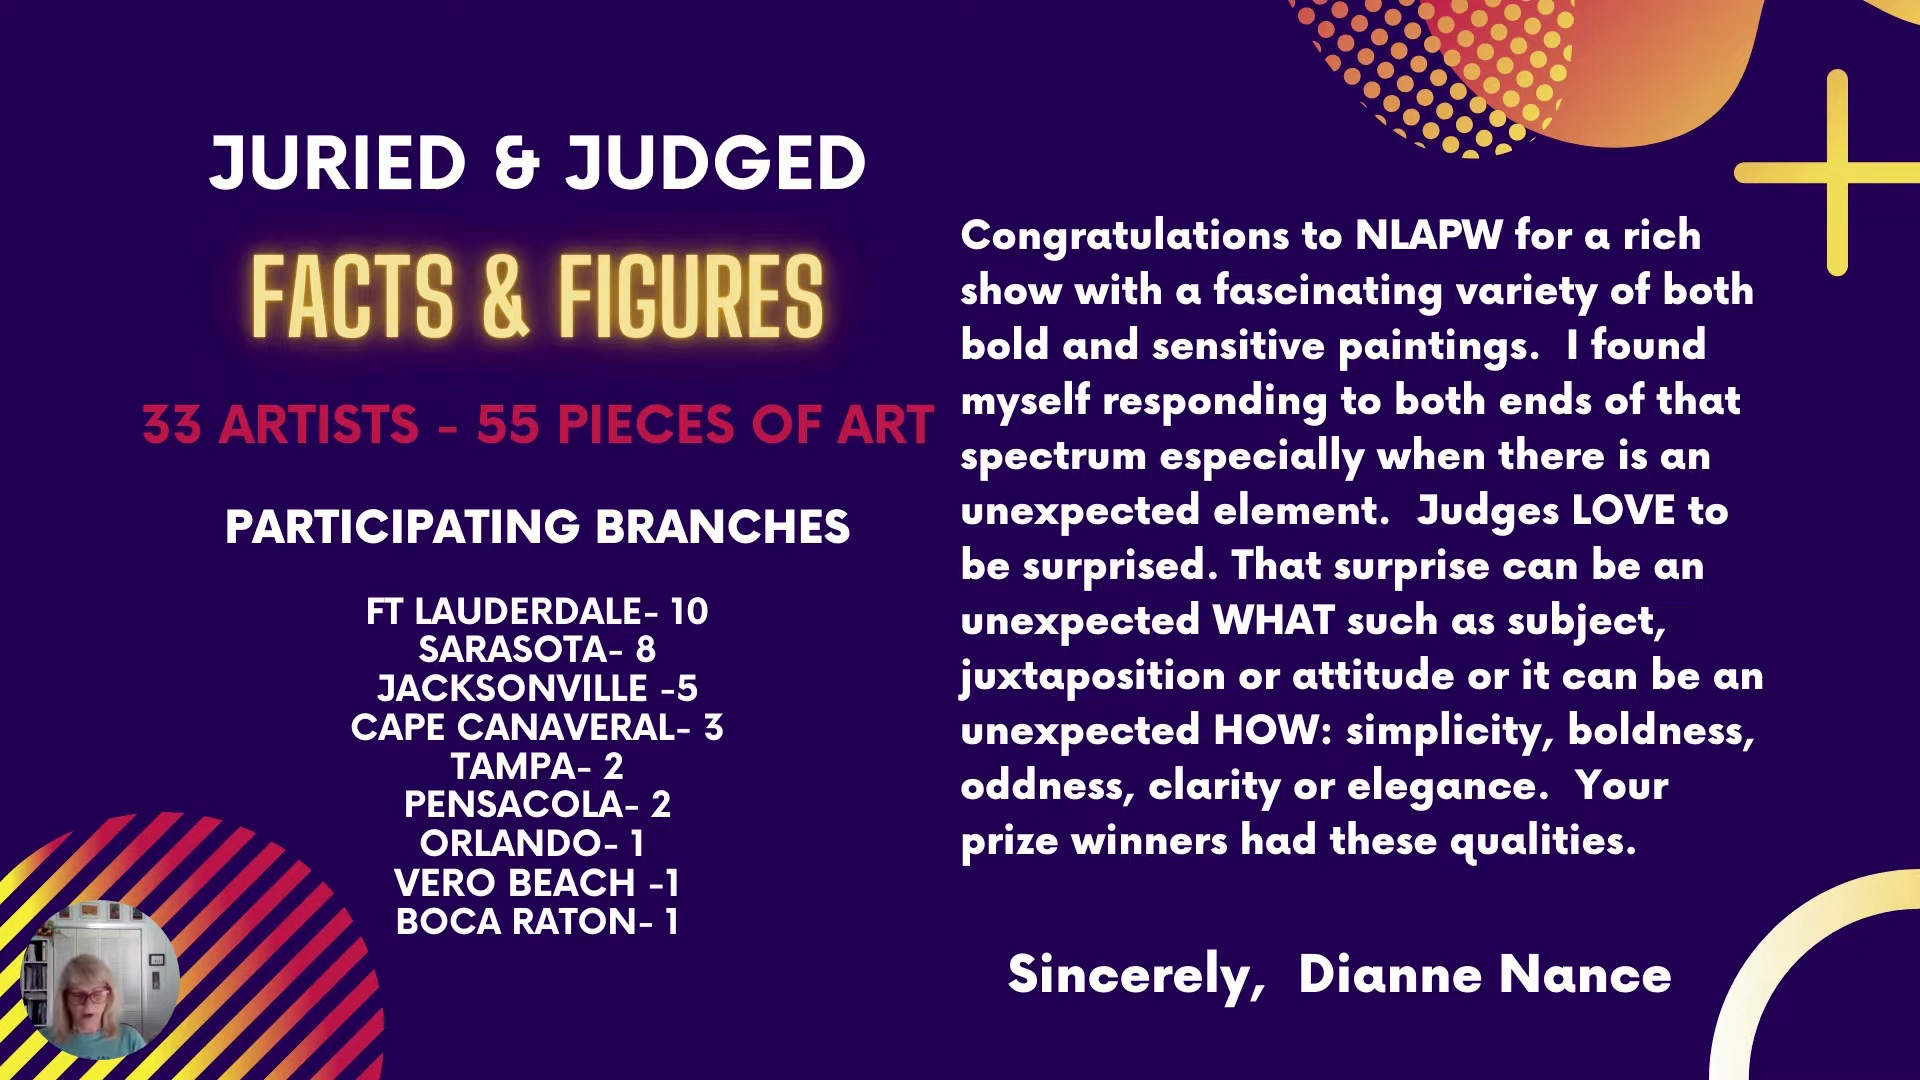 JURIED & JUDGED
FACTS & FIGURES
33 ARTISTS - 55 PIECES OF ART
PARTICIPATING BRANCHES
FT LAUDERDALE- 10
SARASOTA- 8
JACKSONVILLE -5
CAPE CANAVERAL- 3
TAMPA- 2
PENSACOLA- 2
ORLANDO- 1
VERO BEACH -1
BOCA RATON- 1
Congratulations to NLAPW for a rich
show with a fascinating variety of both
bold and sensitive paintings.  I found
myself responding to both ends of that
spectrum especially when there is an
unexpected element.  Judges LOVE to
be surprised. That surprise can be an
unexpected WHAT such as subject,
juxtaposition or attitude or it can be an
unexpected HOW: simplicity, boldness,
oddness, clarity or elegance.  Your
prize winners had these qualities.
Sincerely,  Dianne Nance